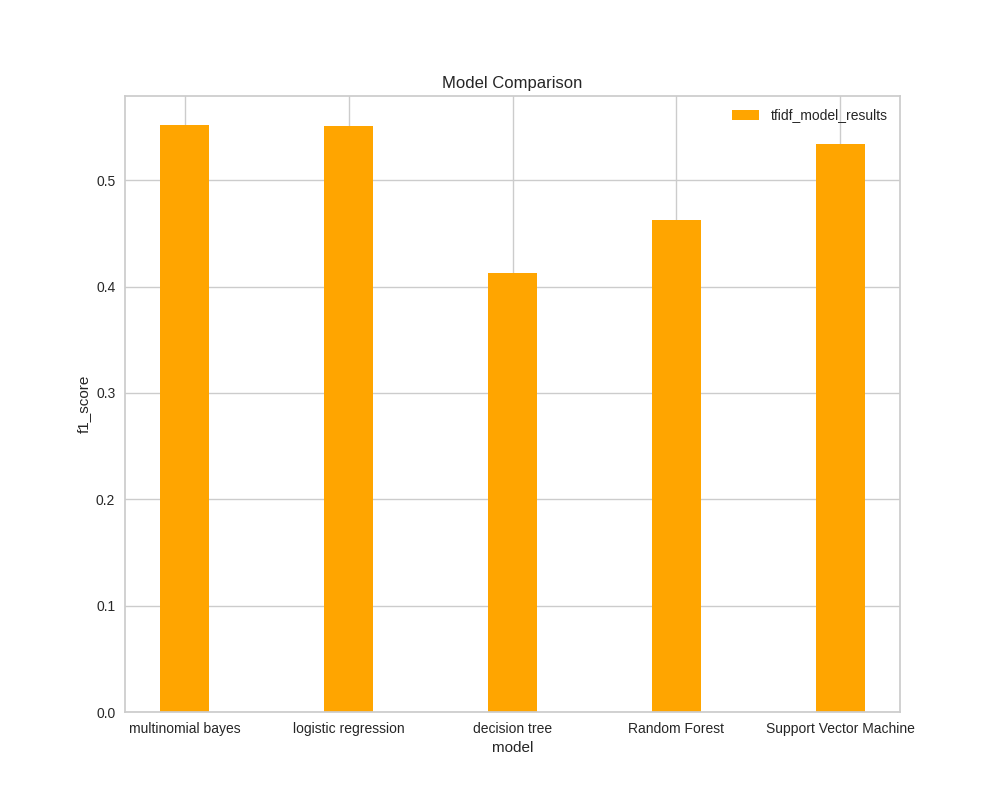 Model Comparison
tfidf_model_results
f1_score
0.5
0.4
0.3
0.2
0.1
0.0
multinomial bayes logistic regression decision tree Random Forest Support Vector Machine
model